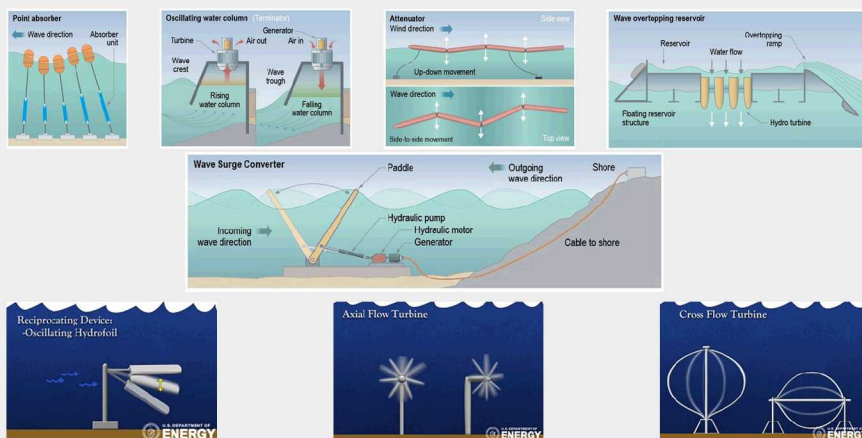 Point absorber
Wave direction
Absorber
unit
Oscillating water column (Terminator)
Generator
Turbine
Air out
Air in
Wave
crest
Wave
trough
Rising
water column
Falling
water column
Attenuator
Side view
Wind direction
Up-down movement
Wave direction
Side-to-side movement
Top view
Wave overtopping reservoir
Overtopping
ramp
Reservoir
Water flow
Floating reservoir
structure
Hydro turbine
Wave Surge Converter
Paddle
Outgoing
wave direction
Shore
Hydraulic pump
Hydraulic motor
Generator
Incoming
wave direction
Cable to shore
Reciprocating Device:
-Oscillating Hydrofoil
U.S. DEPARTMENT OF
ENERGY
Axial Flow Turbine
U.S. DEPARTMENT OF
ENERGY
Cross Flow Turbine
U.S. DEPARTMENT OF
ENERGY